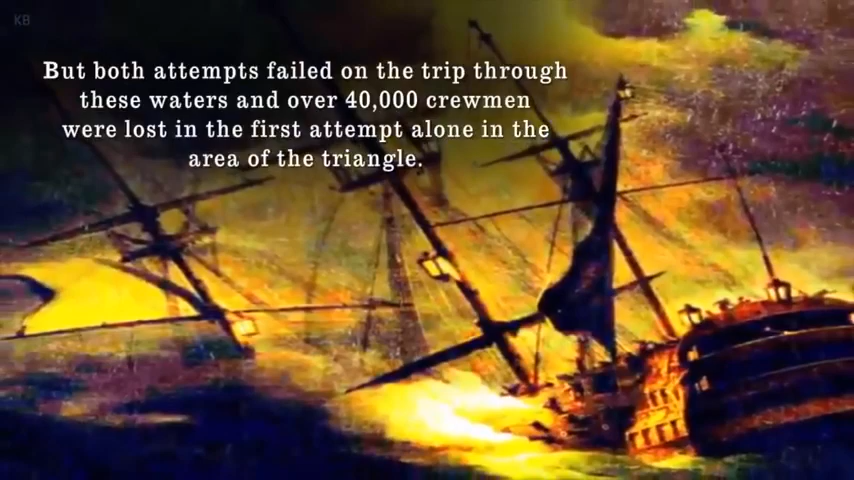 KB
But both attempts failed on the trip through
these waters and over 40,000 crewmen
were lost in the first attempt alone in the
area of the triangle.